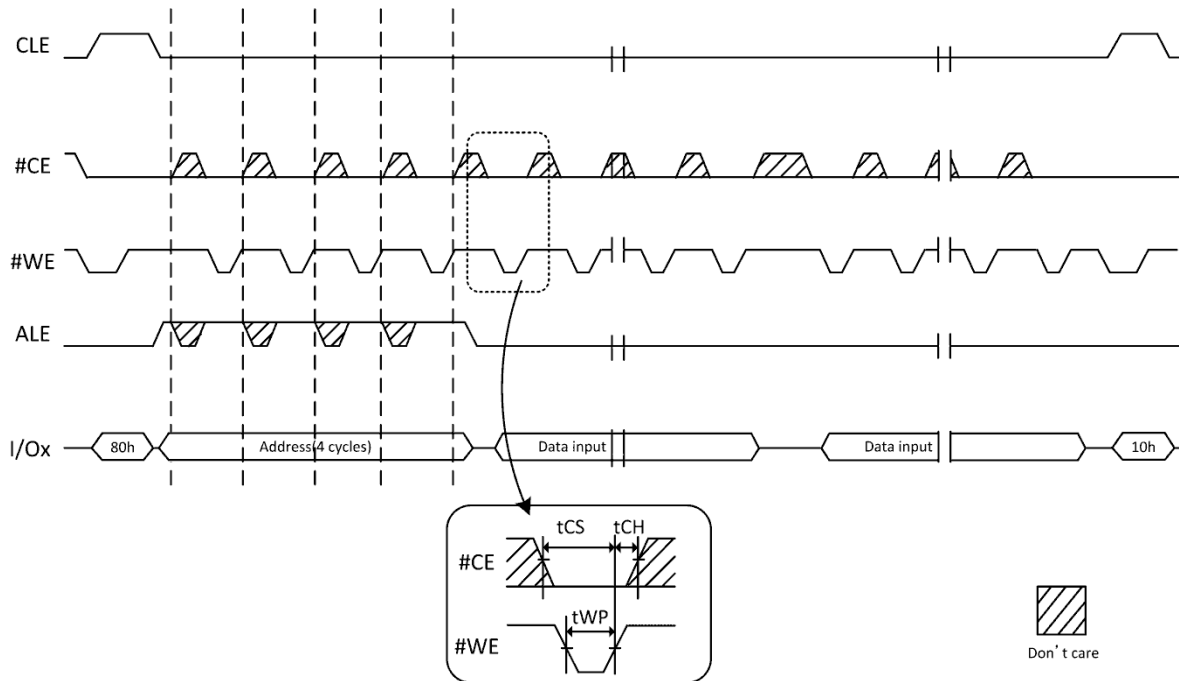 CLE
#CE
#WE
ALE
I/Ox
80h
Address(4 cycles)
Data input
Data input
10h
tCS
tCH
#CE
tWP
#WE
Don't care